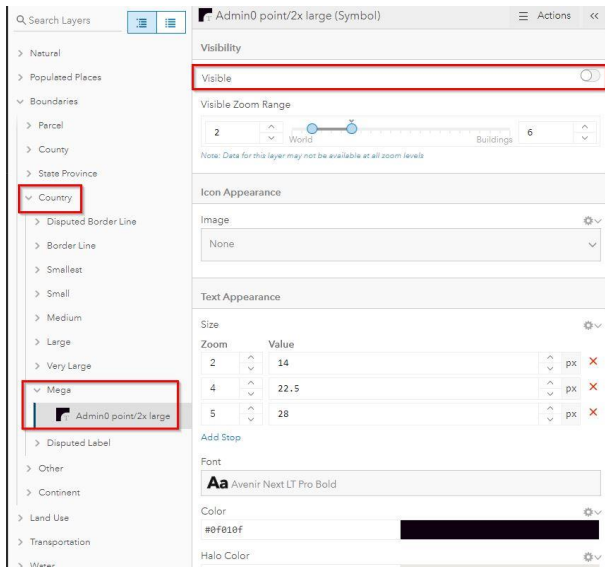 Search Layers
Natural
Populated Places
Boundaries
Parcel
County
State Province
Country
Disputed Border Line
Border Line
Smallest
Small
Medium
Large
Very Large
Mega
Admin0 point/2x large
Disputed Label
Other
Continent
Land Use
Transportation
Water
Admin0 point/2x large (Symbol)
Actions
Visibility
Visible
Visible Zoom Range
2 World Buildings 6
Note: Data for this layer may not be available at all zoom levels
Icon Appearance
Image
None
Text Appearance
Size
Zoom Value
2 14 px
4 22.5 px
5 28 px
Add Stop
Font
Aa Avenir Next LT Pro Bold
Color
#0f010f
Halo Color